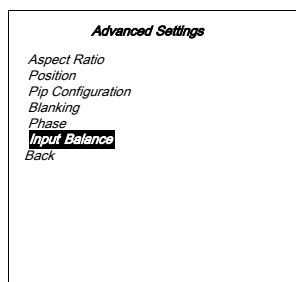 Advanced Settings
Aspect Ratio
Position
Pip Configuration
Blanking
Phase
Input Balance
Back